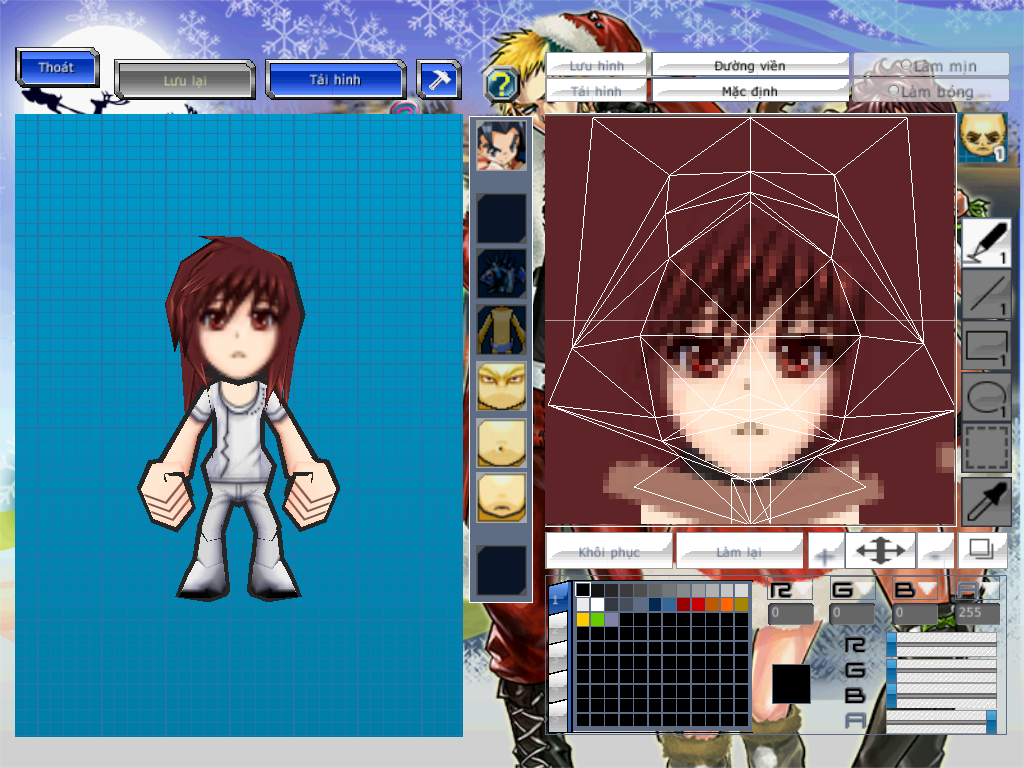 Thoát
Lưu lại
Tải hình
Lưu hình
Đường viền
Làm mịn
Tải hình
Mặc định
Làm bóng
1
1
1
1
1
Khôi phục
Làm lại
1
R G B A
0 0 0 255
R
G
B
A